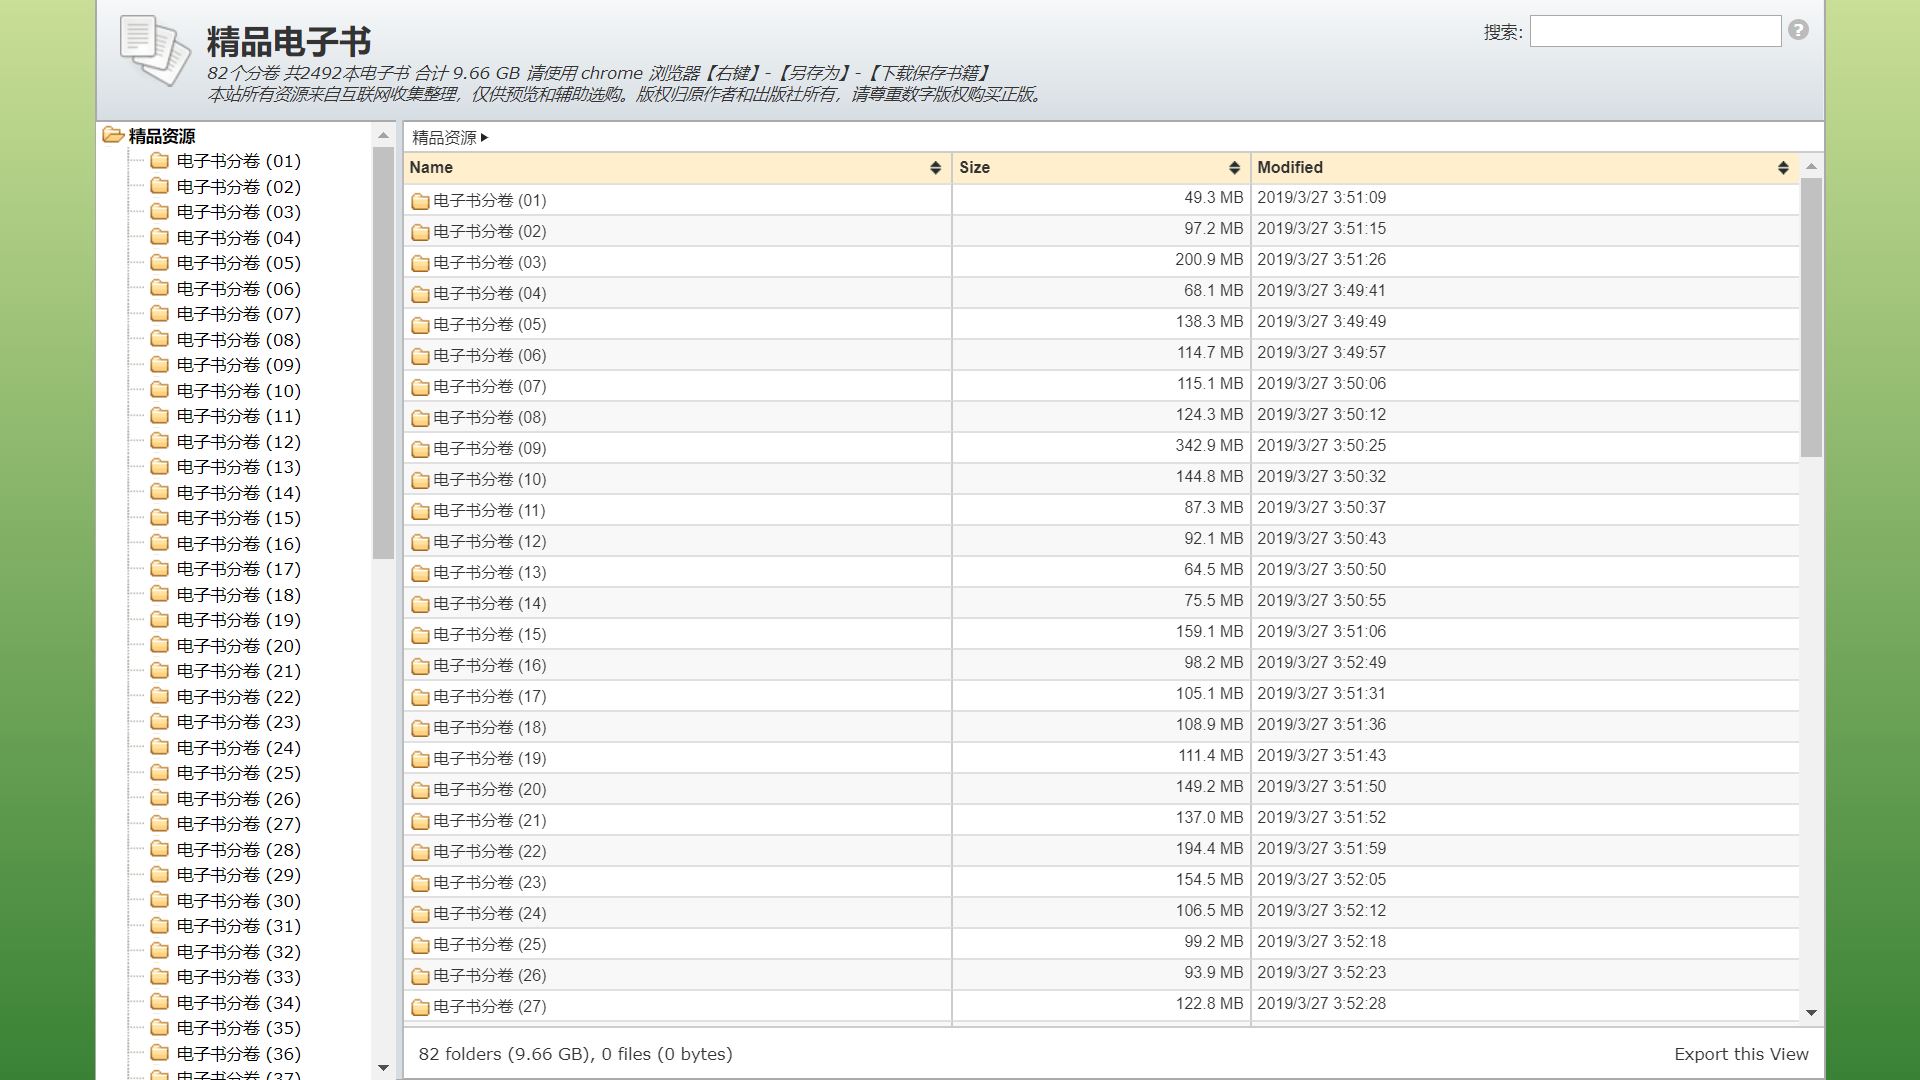 精品电子书
82个分卷 共2492本电子书 合计 9.66 GB 请使用 chrome 浏览器【右键】-【另存为】-【下载保存书籍】
本站所有资源来自互联网收集整理，仅供预览和辅助选购。版权归原作者和出版社所有，请尊重数字版权购买正版。
搜索:
?
精品资源
电子书分卷 (01)
电子书分卷 (02)
电子书分卷 (03)
电子书分卷 (04)
电子书分卷 (05)
电子书分卷 (06)
电子书分卷 (07)
电子书分卷 (08)
电子书分卷 (09)
电子书分卷 (10)
电子书分卷 (11)
电子书分卷 (12)
电子书分卷 (13)
电子书分卷 (14)
电子书分卷 (15)
电子书分卷 (16)
电子书分卷 (17)
电子书分卷 (18)
电子书分卷 (19)
电子书分卷 (20)
电子书分卷 (21)
电子书分卷 (22)
电子书分卷 (23)
电子书分卷 (24)
电子书分卷 (25)
电子书分卷 (26)
电子书分卷 (27)
电子书分卷 (28)
电子书分卷 (29)
电子书分卷 (30)
电子书分卷 (31)
电子书分卷 (32)
电子书分卷 (33)
电子书分卷 (34)
电子书分卷 (35)
电子书分卷 (36)
电子书分卷 (37)
精品资源 ▸
Name Size Modified
电子书分卷 (01) 49.3 MB 2019/3/27 3:51:09
电子书分卷 (02) 97.2 MB 2019/3/27 3:51:15
电子书分卷 (03) 200.9 MB 2019/3/27 3:51:26
电子书分卷 (04) 68.1 MB 2019/3/27 3:49:41
电子书分卷 (05) 138.3 MB 2019/3/27 3:49:49
电子书分卷 (06) 114.7 MB 2019/3/27 3:49:57
电子书分卷 (07) 115.1 MB 2019/3/27 3:50:06
电子书分卷 (08) 124.3 MB 2019/3/27 3:50:12
电子书分卷 (09) 342.9 MB 2019/3/27 3:50:25
电子书分卷 (10) 144.8 MB 2019/3/27 3:50:32
电子书分卷 (11) 87.3 MB 2019/3/27 3:50:37
电子书分卷 (12) 92.1 MB 2019/3/27 3:50:43
电子书分卷 (13) 64.5 MB 2019/3/27 3:50:50
电子书分卷 (14) 75.5 MB 2019/3/27 3:50:55
电子书分卷 (15) 159.1 MB 2019/3/27 3:51:06
电子书分卷 (16) 98.2 MB 2019/3/27 3:52:49
电子书分卷 (17) 105.1 MB 2019/3/27 3:51:31
电子书分卷 (18) 108.9 MB 2019/3/27 3:51:36
电子书分卷 (19) 111.4 MB 2019/3/27 3:51:43
电子书分卷 (20) 149.2 MB 2019/3/27 3:51:50
电子书分卷 (21) 137.0 MB 2019/3/27 3:51:52
电子书分卷 (22) 194.4 MB 2019/3/27 3:51:59
电子书分卷 (23) 154.5 MB 2019/3/27 3:52:05
电子书分卷 (24) 106.5 MB 2019/3/27 3:52:12
电子书分卷 (25) 99.2 MB 2019/3/27 3:52:18
电子书分卷 (26) 93.9 MB 2019/3/27 3:52:23
电子书分卷 (27) 122.8 MB 2019/3/27 3:52:28
82 folders (9.66 GB), 0 files (0 bytes)
Export this View